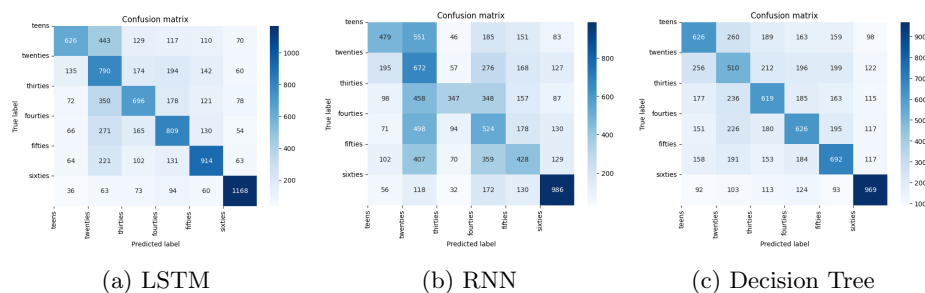 Confusion matrix
teens
twenties
thirties
fourties
fifties
sixties
True label
626 443 129 117 110 70
135 790 174 194 142 60
72 350 696 178 121 78
66 271 165 809 130 54
64 221 102 131 914 63
36 63 73 94 60 1168
teens
twenties
thirties
fourties
fifties
sixties
Predicted label
1000
800
600
400
200
(a) LSTM
Confusion matrix
teens
twenties
thirties
fourties
fifties
sixties
True label
479 551 46 185 151 83
195 672 57 276 168 127
98 458 347 348 157 87
71 498 94 524 178 130
102 407 70 359 428 129
56 118 32 172 130 986
teens
twenties
thirties
fourties
fifties
sixties
Predicted label
800
600
400
200
(b) RNN
Confusion matrix
teens
twenties
thirties
fourties
fifties
sixties
True label
626 260 189 163 159 98
256 510 212 196 199 122
177 236 619 185 163 115
151 226 180 626 195 117
158 191 153 184 692 117
92 103 113 124 93 969
teens
twenties
thirties
fourties
fifties
sixties
Predicted label
900
800
700
600
500
400
300
200
100
(c) Decision Tree